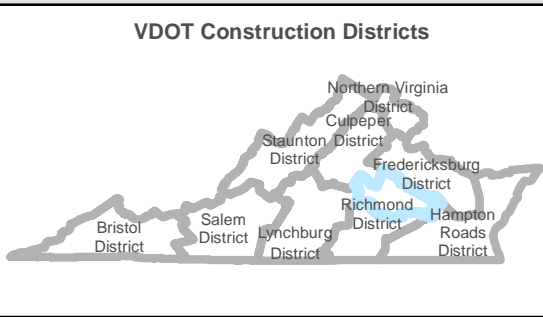 VDOT Construction Districts
Northern Virginia
District
Culpeper
District
Staunton
District
Fredericksburg
District
Richmond
District
Hampton
Roads
District
Salem
District
Lynchburg
District
Bristol
District